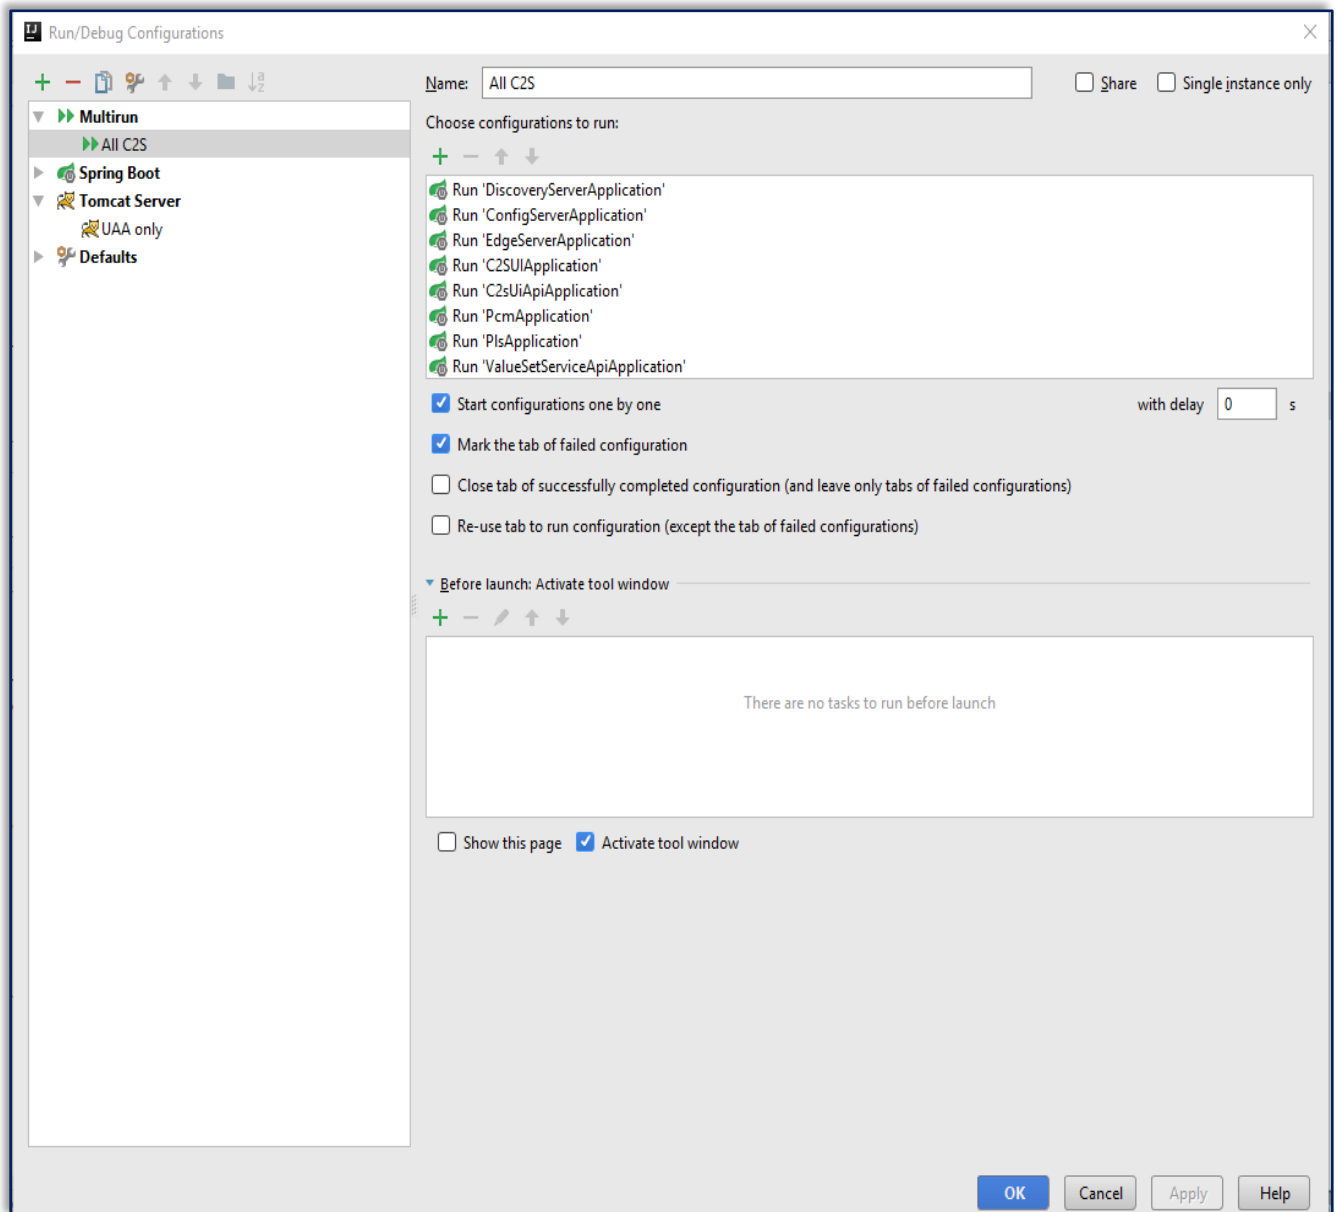 Run/Debug Configurations
Name: All C2S Share Single instance only
Multirun
All C2S
Spring Boot
Tomcat Server
UAA only
Defaults
Choose configurations to run:
Run 'DiscoveryServerApplication'
Run 'ConfigServerApplication'
Run 'EdgeServerApplication'
Run 'C2SUIApplication'
Run 'C2sUiApiApplication'
Run 'PcmApplication'
Run 'PlsApplication'
Run 'ValueSetServiceApiApplication'
Start configurations one by one with delay 0 s
Mark the tab of failed configuration
Close tab of successfully completed configuration (and leave only tabs of failed configurations)
Re-use tab to run configuration (except the tab of failed configurations)
Before launch: Activate tool window
There are no tasks to run before launch
Show this page Activate tool window
OK Cancel Apply Help